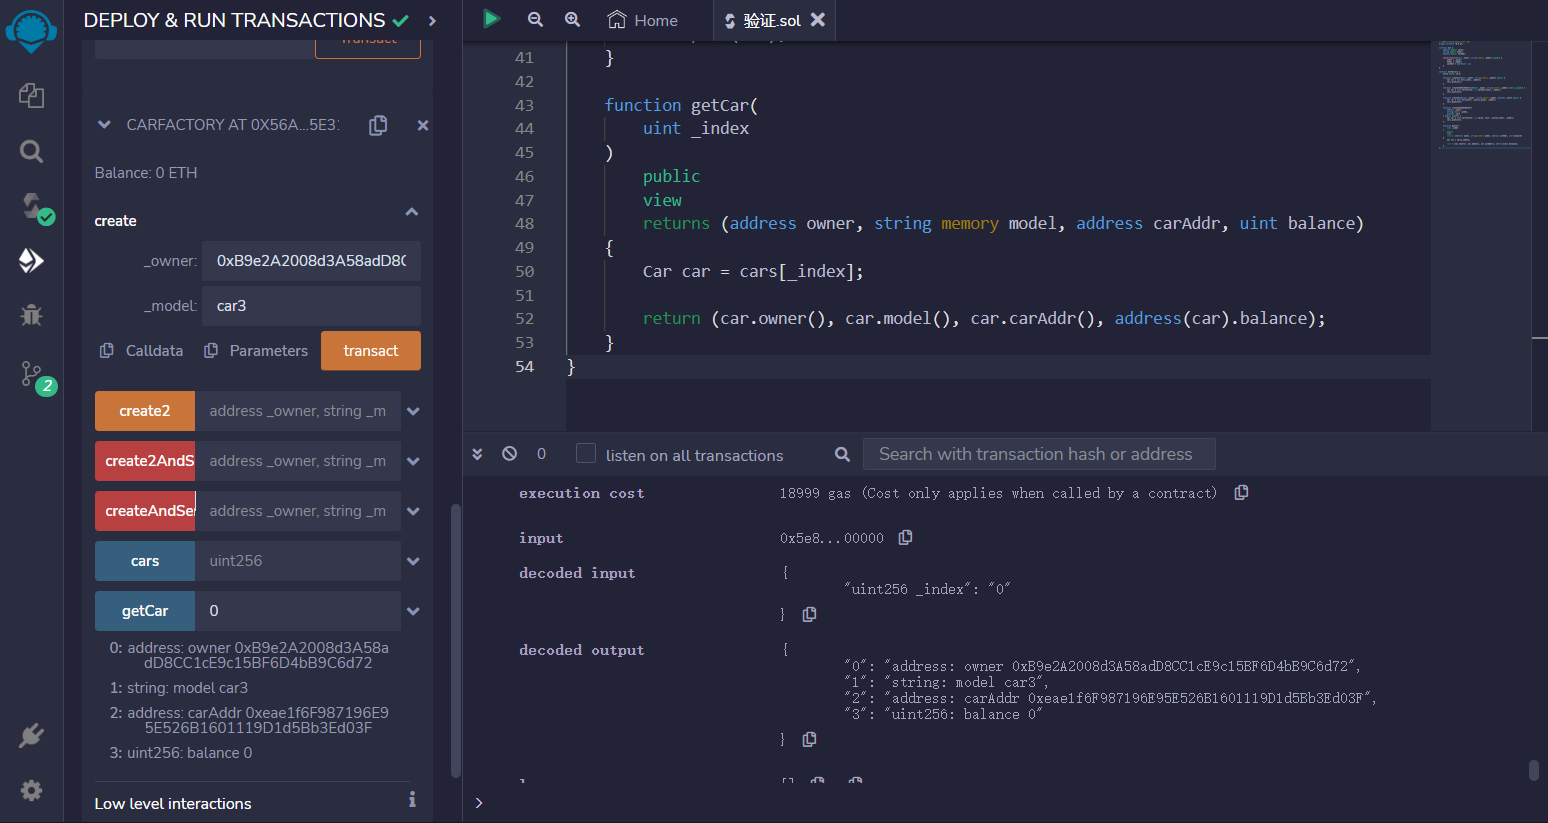 DEPLOY & RUN TRANSACTIONS
Home
验证.sol
2
CARFACTORY AT 0X56A...5E3
Balance: 0 ETH
create
_owner: 0xB9e2A2008d3A58adD8C
_model: car3
Calldata Parameters transact
create2 address _owner, string _m
create2AndS address _owner, string _m
createAndSe address _owner, string _m
cars uint256
getCar 0
0: address: owner 0xB9e2A2008d3A58a
dD8CC1cE9c15BF6D4bB9C6d72
1: string: model car3
2: address: carAddr 0xeae1f6F987196E9
5E526B1601119D1d5Bb3Ed03F
3: uint256: balance 0
Low level interactions
41 }
42
43 function getCar(
44 uint _index
45 )
46 public
47 view
48 returns (address owner, string memory model, address carAddr, uint balance)
49 {
50 Car car = cars[_index];
51
52 return (car.owner(), car.model(), car.carAddr(), address(car).balance);
53 }
54 }
0 listen on all transactions Search with transaction hash or address
execution cost 18999 gas (Cost only applies when called by a contract)
input 0x5e8...00000
decoded input {
"uint256 _index": "0"
}
decoded output {
"0": "address: owner 0xB9e2A2008d3A58adD8CC1cE9c15BF6D4bB9C6d72",
"1": "string: model car3",
"2": "address: carAddr 0xeae1f6F987196E95E526B1601119D1d5Bb3Ed03F",
"3": "uint256: balance 0"
}
>